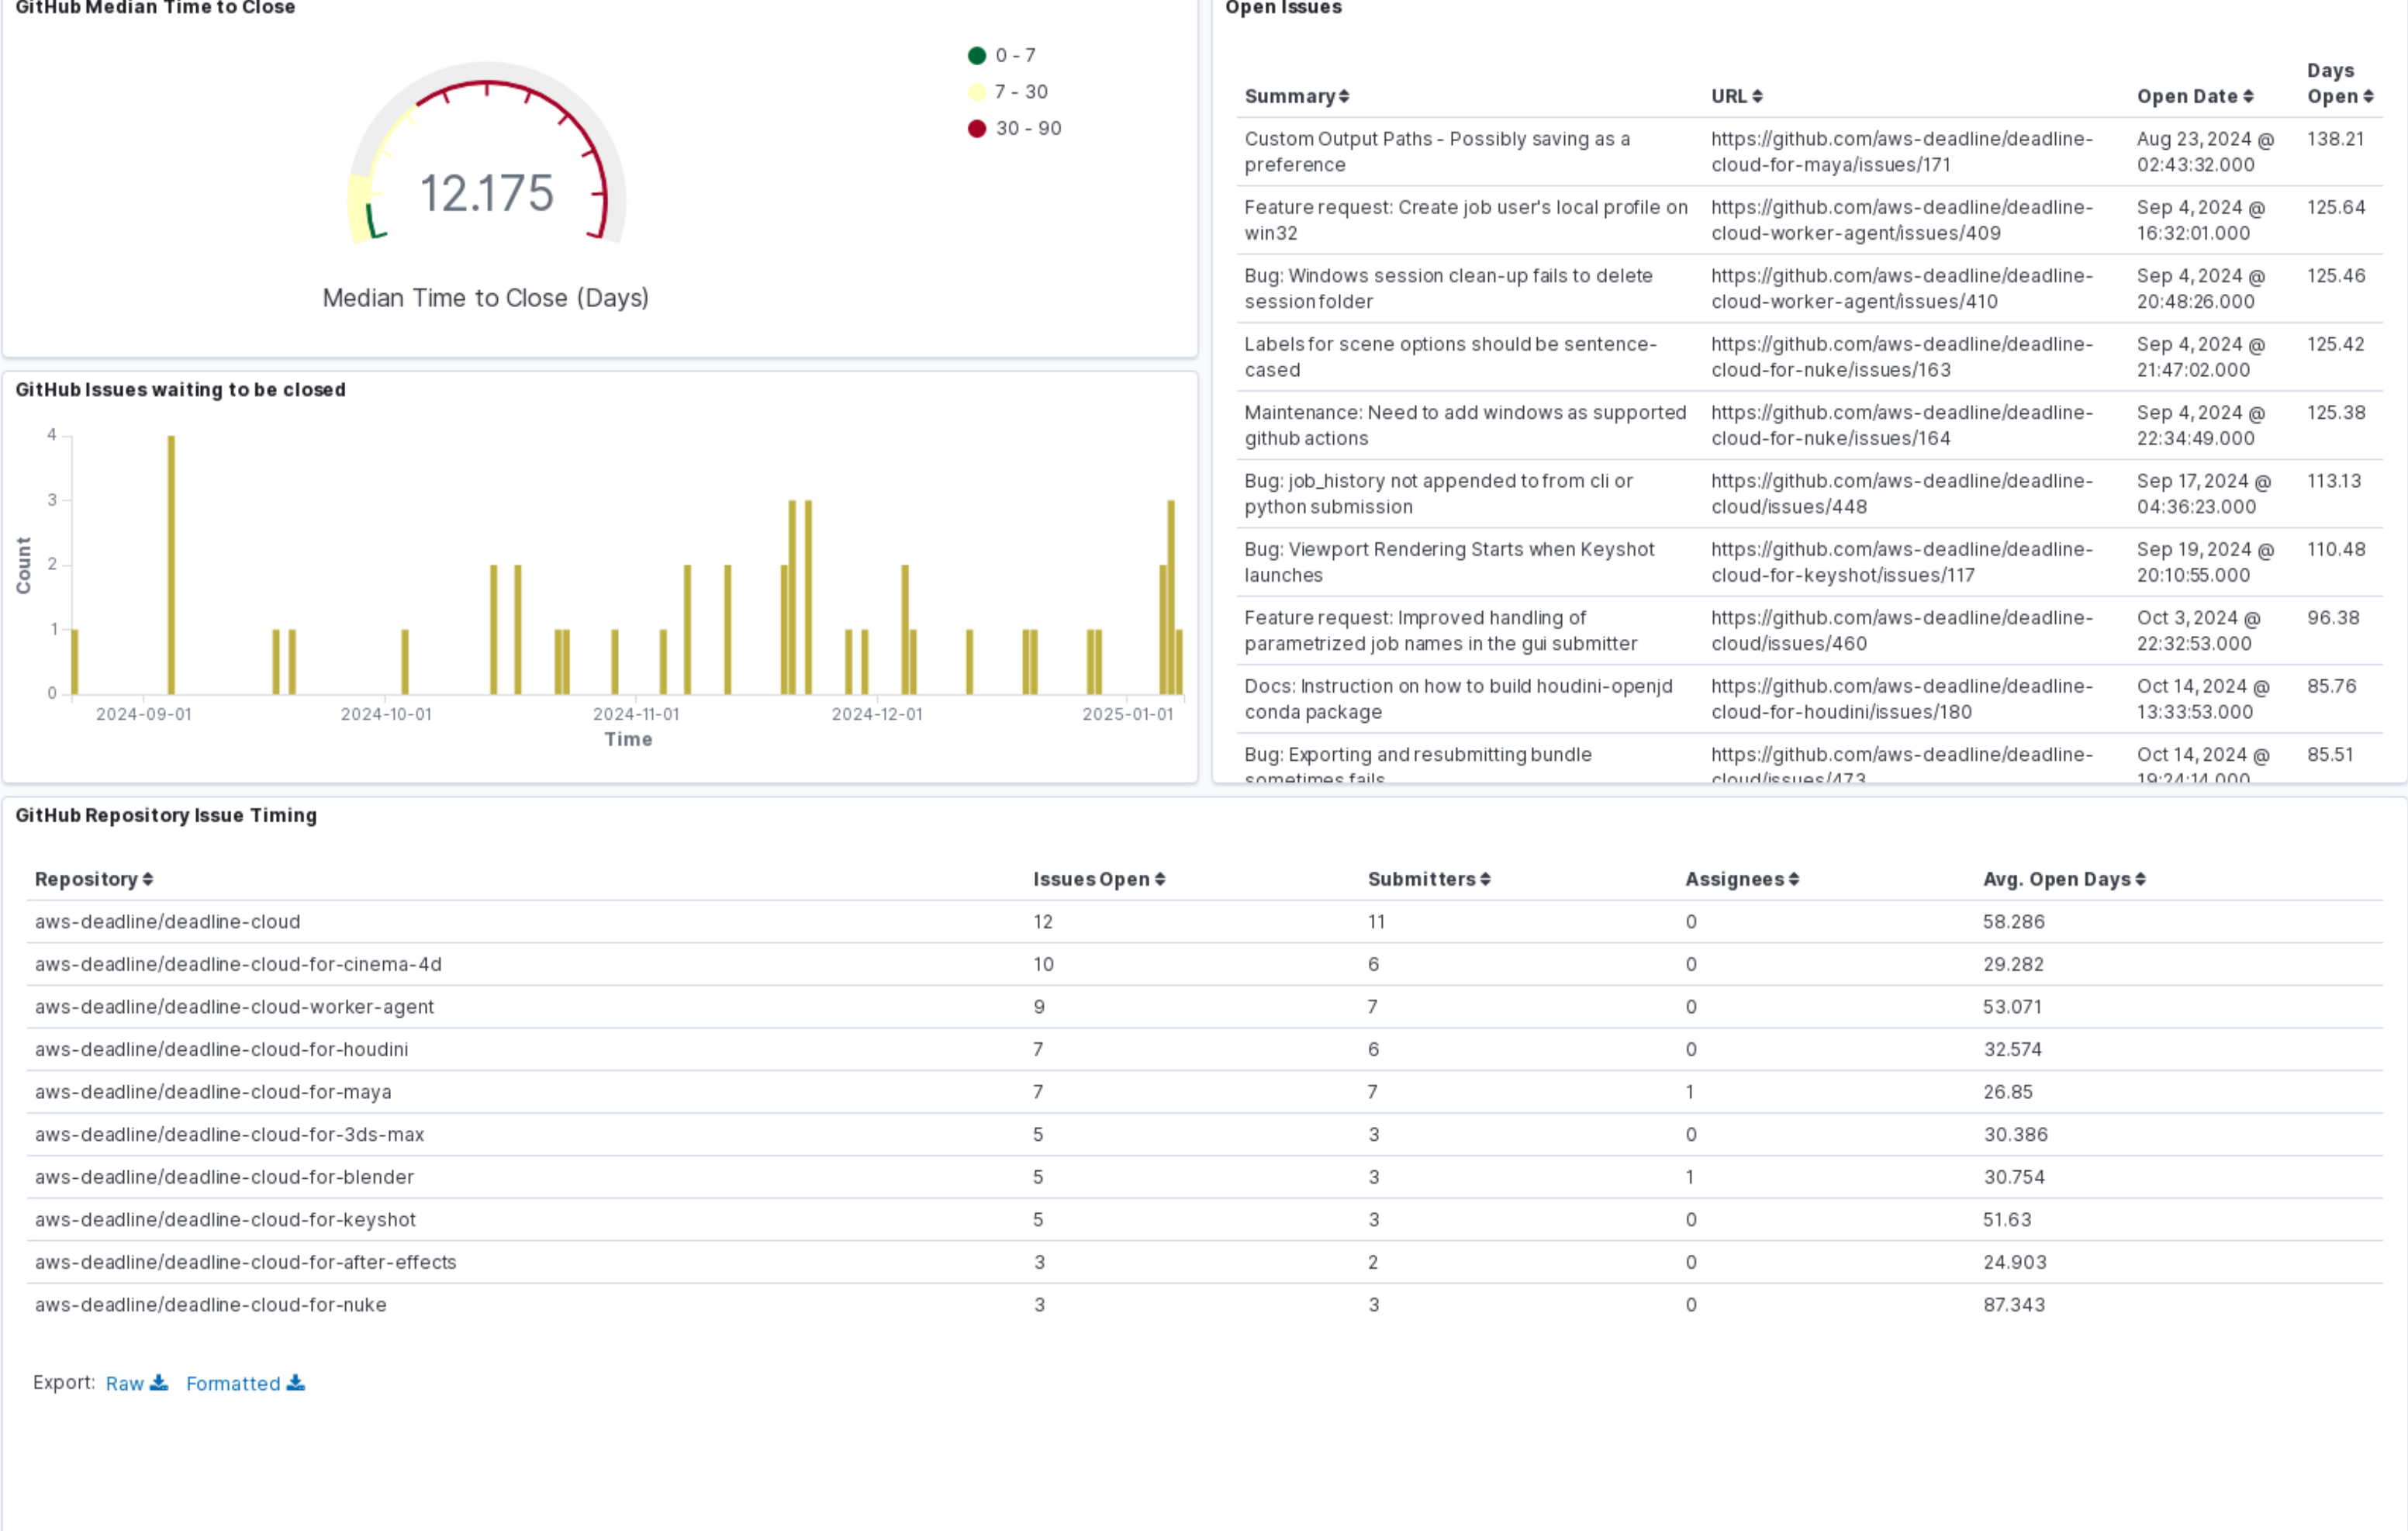 GitHub Median Time to Close
0 - 7
7 - 30
30 - 90
12.175
Median Time to Close (Days)
GitHub Issues waiting to be closed
Count
4
3
2
1
0
2024-09-01 2024-10-01 2024-11-01 2024-12-01 2025-01-01
Time
Open Issues
Summary URL Open Date Days Open
Custom Output Paths - Possibly saving as a
preference
https://github.com/aws-deadline/deadline-
cloud-for-maya/issues/171
Aug 23, 2024 @
02:43:32.000
138.21
Feature request: Create job user's local profile on
win32
https://github.com/aws-deadline/deadline-
cloud-worker-agent/issues/409
Sep 4, 2024 @
16:32:01.000
125.64
Bug: Windows session clean-up fails to delete
session folder
https://github.com/aws-deadline/deadline-
cloud-worker-agent/issues/410
Sep 4, 2024 @
20:48:26.000
125.46
Labels for scene options should be sentence-
cased
https://github.com/aws-deadline/deadline-
cloud-for-nuke/issues/163
Sep 4, 2024 @
21:47:02.000
125.42
Maintenance: Need to add windows as supported
github actions
https://github.com/aws-deadline/deadline-
cloud-for-nuke/issues/164
Sep 4, 2024 @
22:34:49.000
125.38
Bug: job_history not appended to from cli or
python submission
https://github.com/aws-deadline/deadline-
cloud/issues/448
Sep 17, 2024 @
04:36:23.000
113.13
Bug: Viewport Rendering Starts when Keyshot
launches
https://github.com/aws-deadline/deadline-
cloud-for-keyshot/issues/117
Sep 19, 2024 @
20:10:55.000
110.48
Feature request: Improved handling of
parametrized job names in the gui submitter
https://github.com/aws-deadline/deadline-
cloud/issues/460
Oct 3, 2024 @
22:32:53.000
96.38
Docs: Instruction on how to build houdini-openjd
conda package
https://github.com/aws-deadline/deadline-
cloud-for-houdini/issues/180
Oct 14, 2024 @
13:33:53.000
85.76
Bug: Exporting and resubmitting bundle
sometimes fails
https://github.com/aws-deadline/deadline-
cloud/issues/473
Oct 14, 2024 @
19:24:14.000
85.51
GitHub Repository Issue Timing
Repository Issues Open Submitters Assignees Avg. Open Days
aws-deadline/deadline-cloud 12 11 0 58.286
aws-deadline/deadline-cloud-for-cinema-4d 10 6 0 29.282
aws-deadline/deadline-cloud-worker-agent 9 7 0 53.071
aws-deadline/deadline-cloud-for-houdini 7 6 0 32.574
aws-deadline/deadline-cloud-for-maya 7 7 1 26.85
aws-deadline/deadline-cloud-for-3ds-max 5 3 0 30.386
aws-deadline/deadline-cloud-for-blender 5 3 1 30.754
aws-deadline/deadline-cloud-for-keyshot 5 3 0 51.63
aws-deadline/deadline-cloud-for-after-effects 3 2 0 24.903
aws-deadline/deadline-cloud-for-nuke 3 3 0 87.343
Export: Raw Formatted